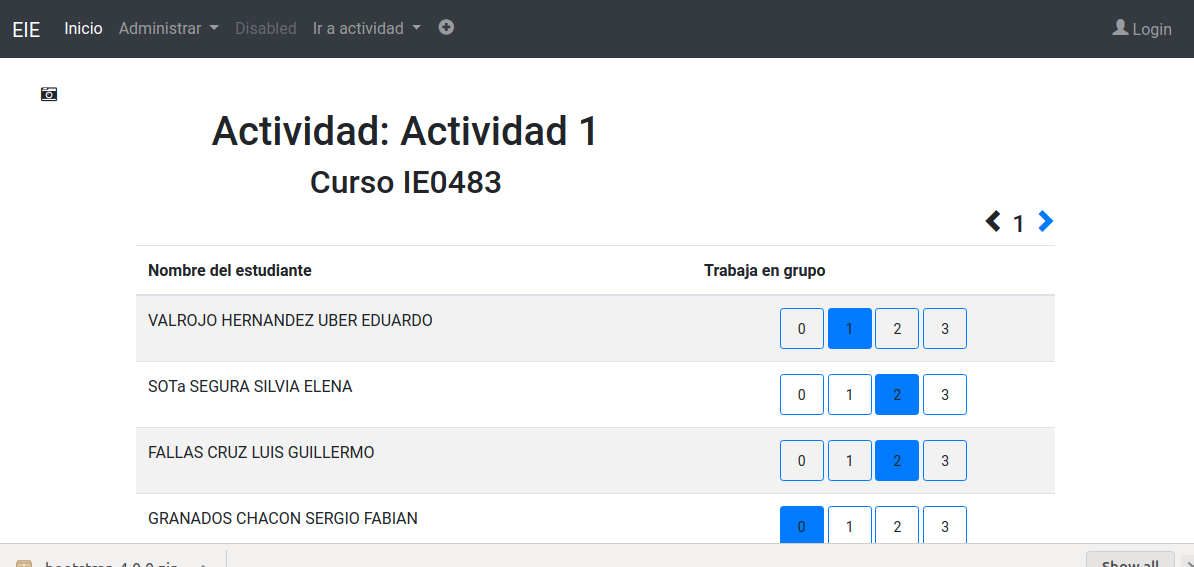 EIE Inicio Administrar Disabled Ir a actividad Login
Actividad: Actividad 1
Curso IE0483
1
Nombre del estudiante Trabaja en grupo
VALROJO HERNANDEZ UBER EDUARDO 0 1 2 3
SOTa SEGURA SILVIA ELENA 0 1 2 3
FALLAS CRUZ LUIS GUILLERMO 0 1 2 3
GRANADOS CHACON SERGIO FABIAN 0 1 2 3
bootstrap-4.0.0.zip Show all